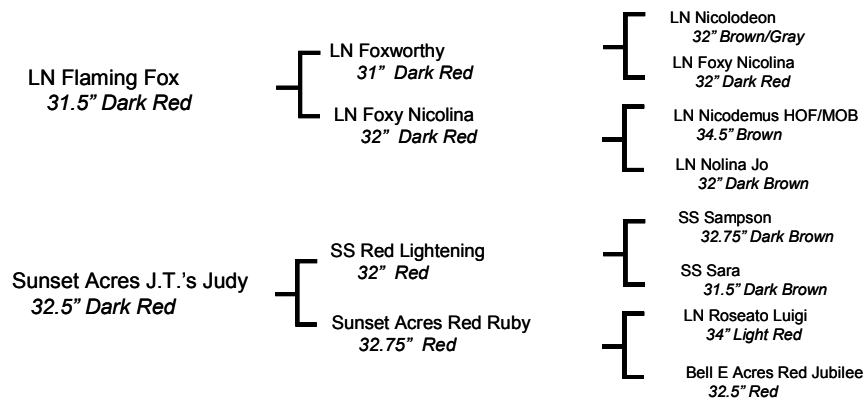 LN Flaming Fox
31.5” Dark Red
LN Foxworthy
31” Dark Red
LN Foxy Nicolina
32” Dark Red
LN Nicolodeon
32” Brown/Gray
LN Foxy Nicolina
32” Dark Red
LN Nicodemus HOF/MOB
34.5” Brown
LN Nolina Jo
32” Dark Brown
Sunset Acres J.T.’s Judy
32.5” Dark Red
SS Red Lightening
32” Red
Sunset Acres Red Ruby
32.75” Red
SS Sampson
32.75” Dark Brown
SS Sara
31.5” Dark Brown
LN Roseato Luigi
34” Light Red
Bell E Acres Red Jubilee
32.5” Red